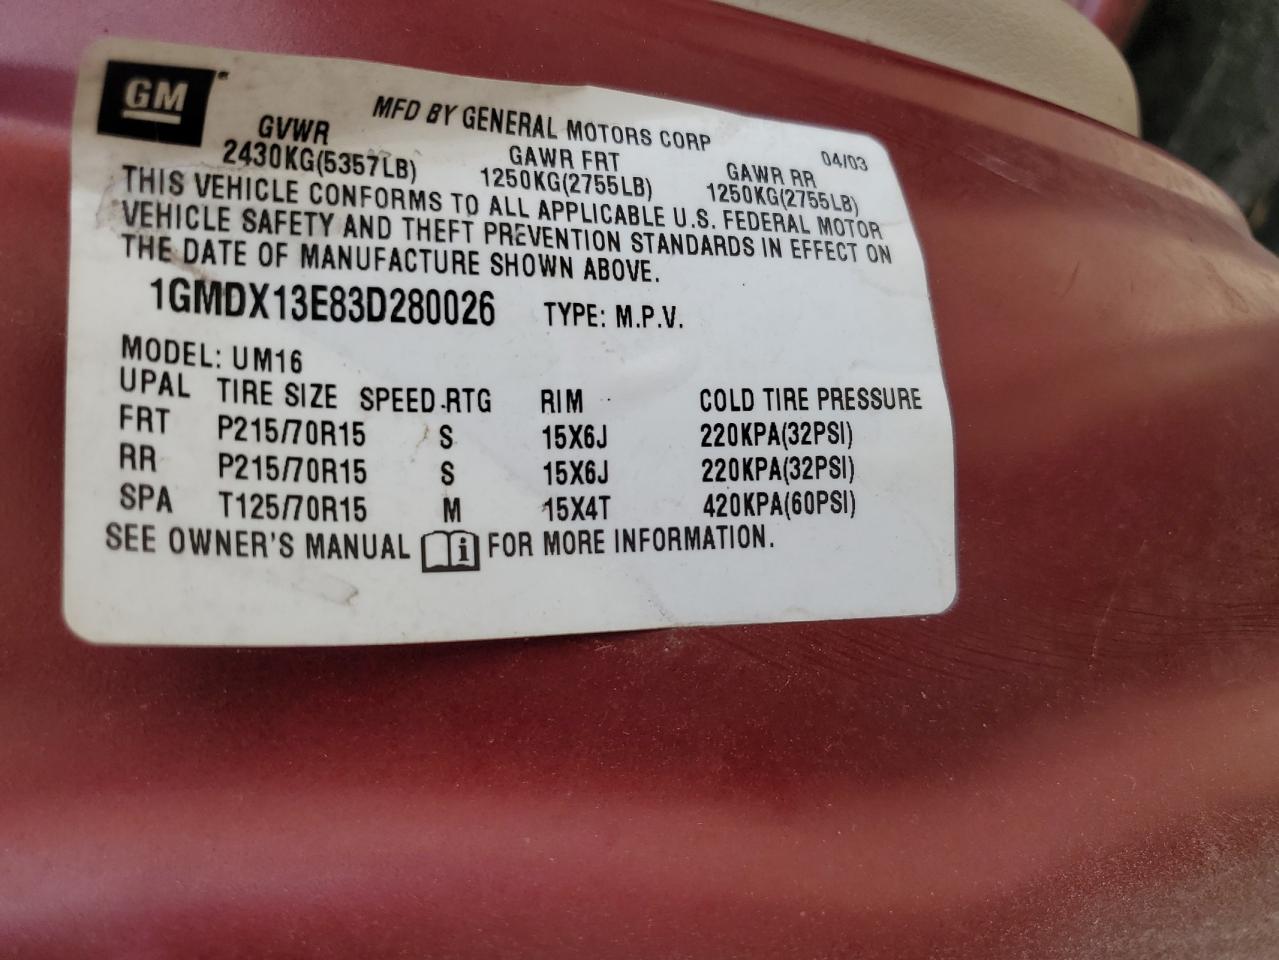 GM
MFD BY GENERAL MOTORS CORP
04/03
GVWR GAWR FRT GAWR RR
2430KG(5357LB) 1250KG(2755LB) 1250KG(2755LB)
THIS VEHICLE CONFORMS TO ALL APPLICABLE U.S. FEDERAL MOTOR
VEHICLE SAFETY AND THEFT PREVENTION STANDARDS IN EFFECT ON
THE DATE OF MANUFACTURE SHOWN ABOVE.
1GMDX13E83D280026 TYPE: M.P.V.
MODEL: UM16
UPAL TIRE SIZE SPEED RTG RIM COLD TIRE PRESSURE
FRT P215/70R15 S 15X6J 220KPA(32PSI)
RR P215/70R15 S 15X6J 220KPA(32PSI)
SPA T125/70R15 M 15X4T 420KPA(60PSI)
SEE OWNER'S MANUAL i FOR MORE INFORMATION.